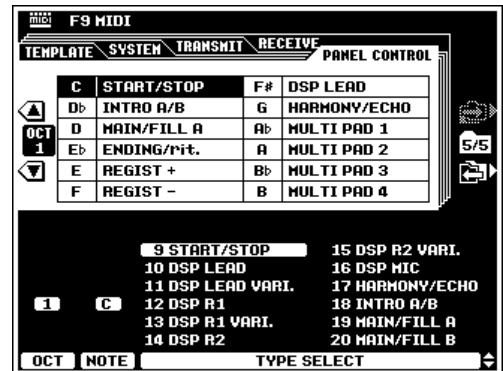 MIDI F9 MIDI
TEMPLATE SYSTEM TRANSMIT RECEIVE PANEL CONTROL
C START/STOP F# DSP LEAD
D♭ INTRO A/B G HARMONY/ECHO
D MAIN/FILL A A♭ MULTI PAD 1
E♭ ENDING/rit. A MULTI PAD 2
E REGIST + B♭ MULTI PAD 3
F REGIST - B MULTI PAD 4
OCT
1
5/5
9 START/STOP 15 DSP R2 VARI.
10 DSP LEAD 16 DSP MIC
11 DSP LEAD VARI. 17 HARMONY/ECHO
1 C 12 DSP R1 18 INTRO A/B
13 DSP R1 VARI. 19 MAIN/FILL A
14 DSP R2 20 MAIN/FILL B
OCT NOTE TYPE SELECT